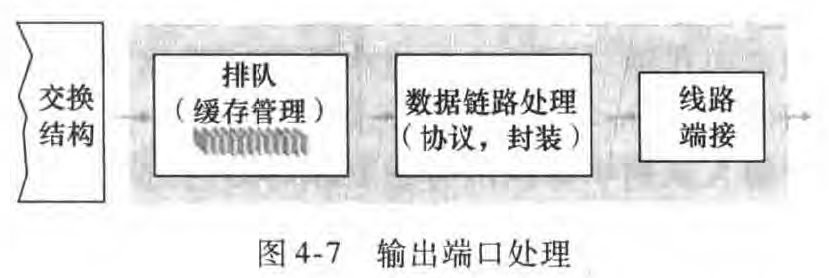 交换
结构
排队
（缓存管理）
数据链路处理
（协议，封装）
线路
端接
图 4-7 输出端口处理